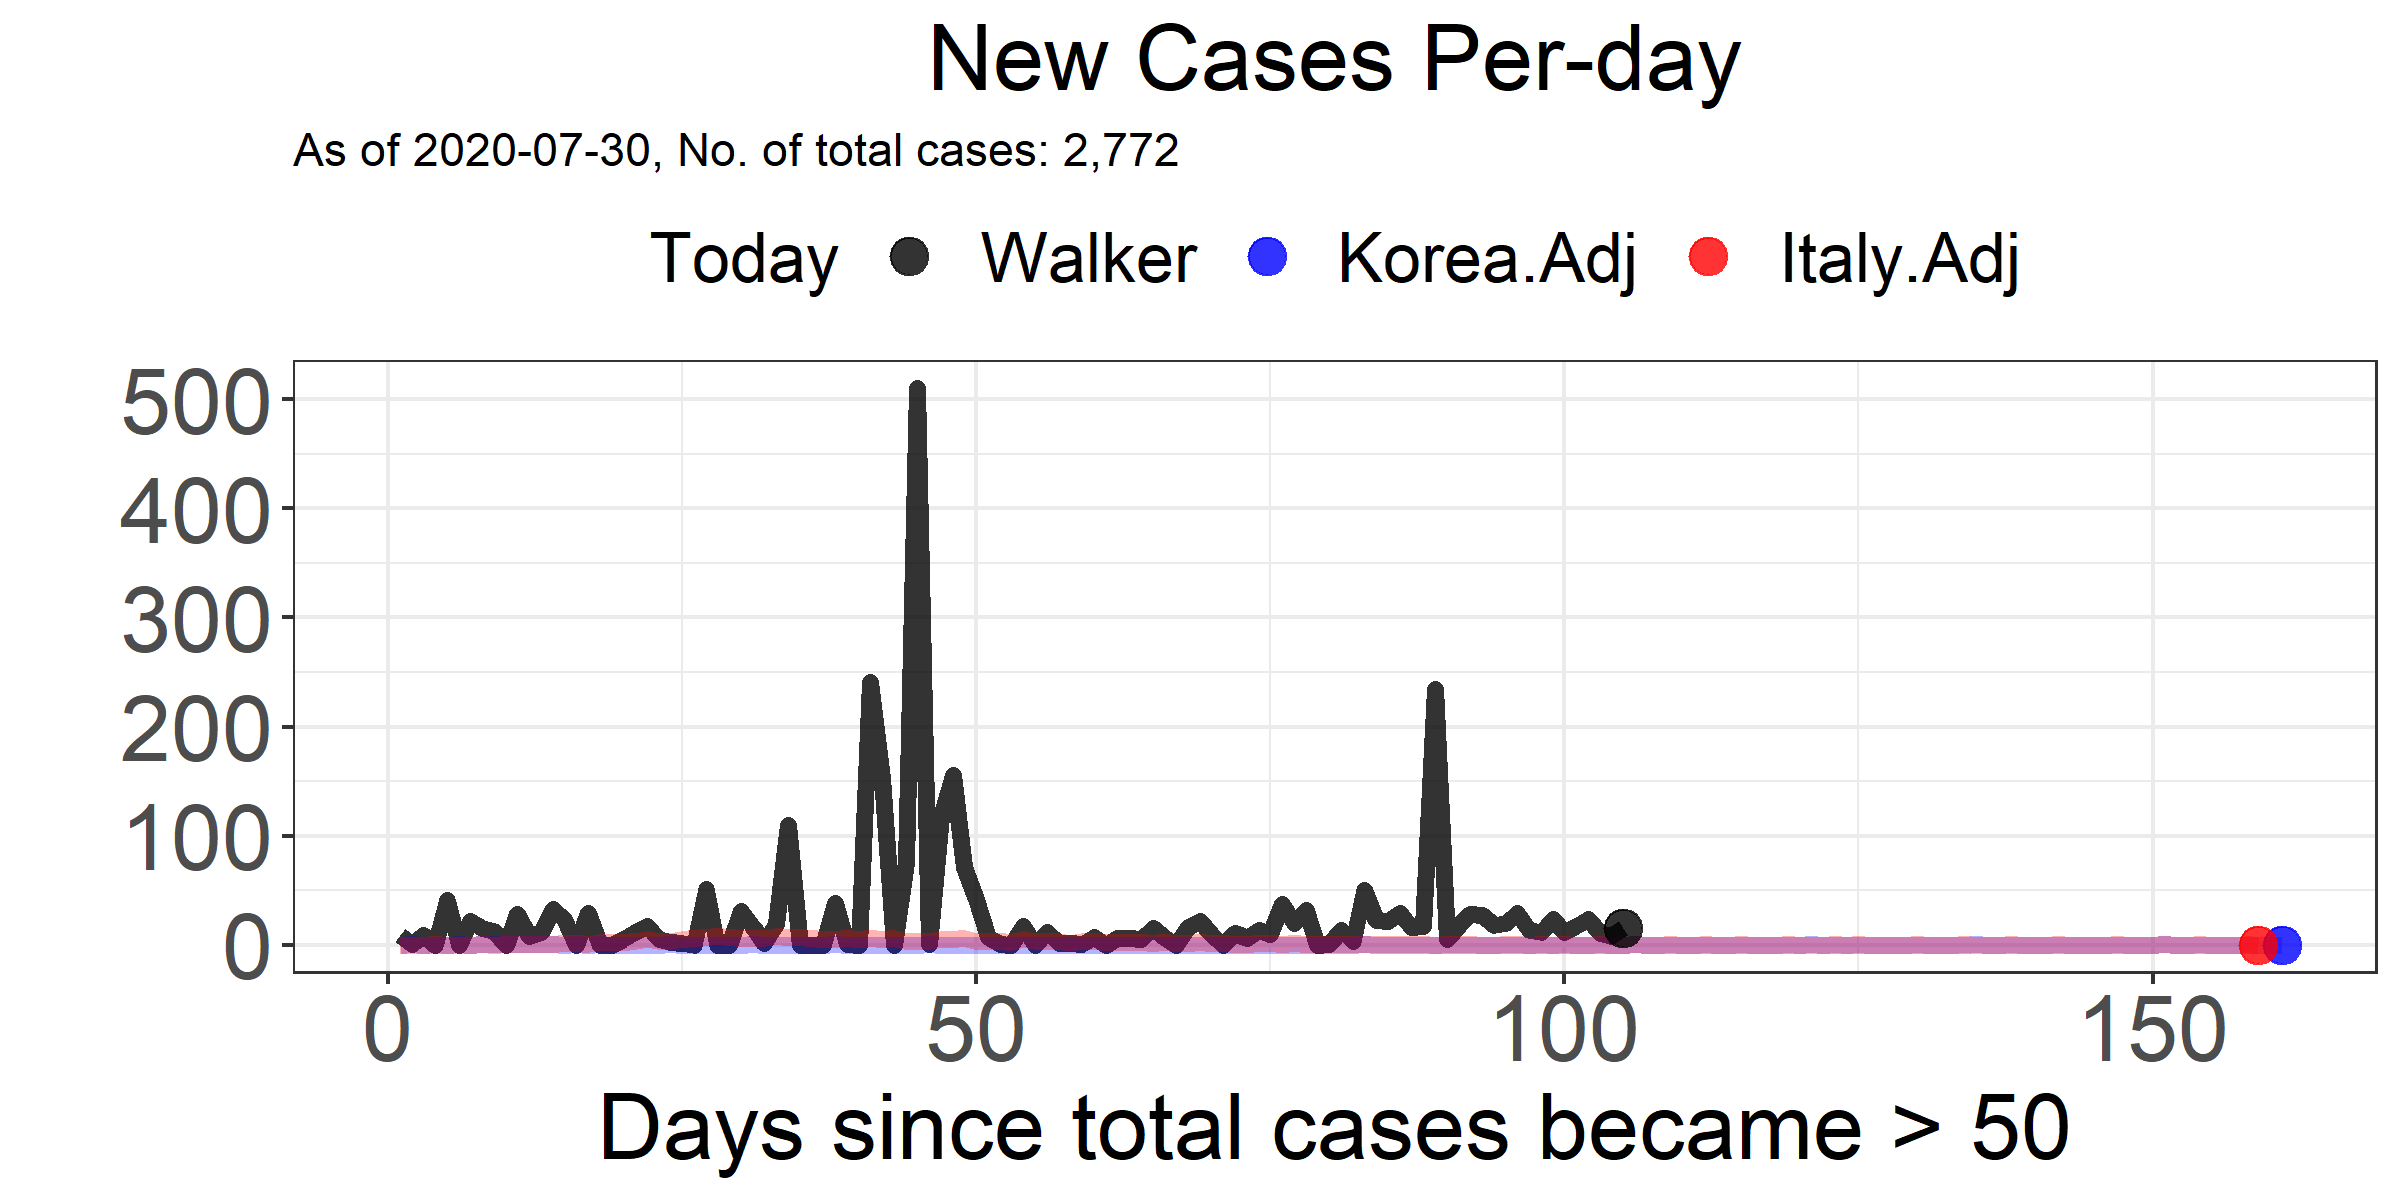 New Cases Per-day
As of 2020-07-30, No. of total cases: 2,772
Today Walker Korea.Adj Italy.Adj
500
400
300
200
100
0
0 50 100 150
Days since total cases became > 50